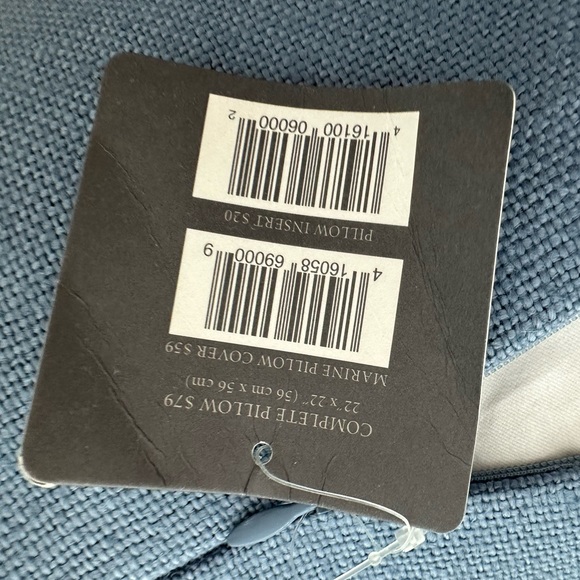 COMPLETE PILLOW $79
22" x 22" (56 cm x 56 cm)
MARINE PILLOW COVER $59
4 16058 69000 9
PILLOW INSERT $20
4 16100 06000 2